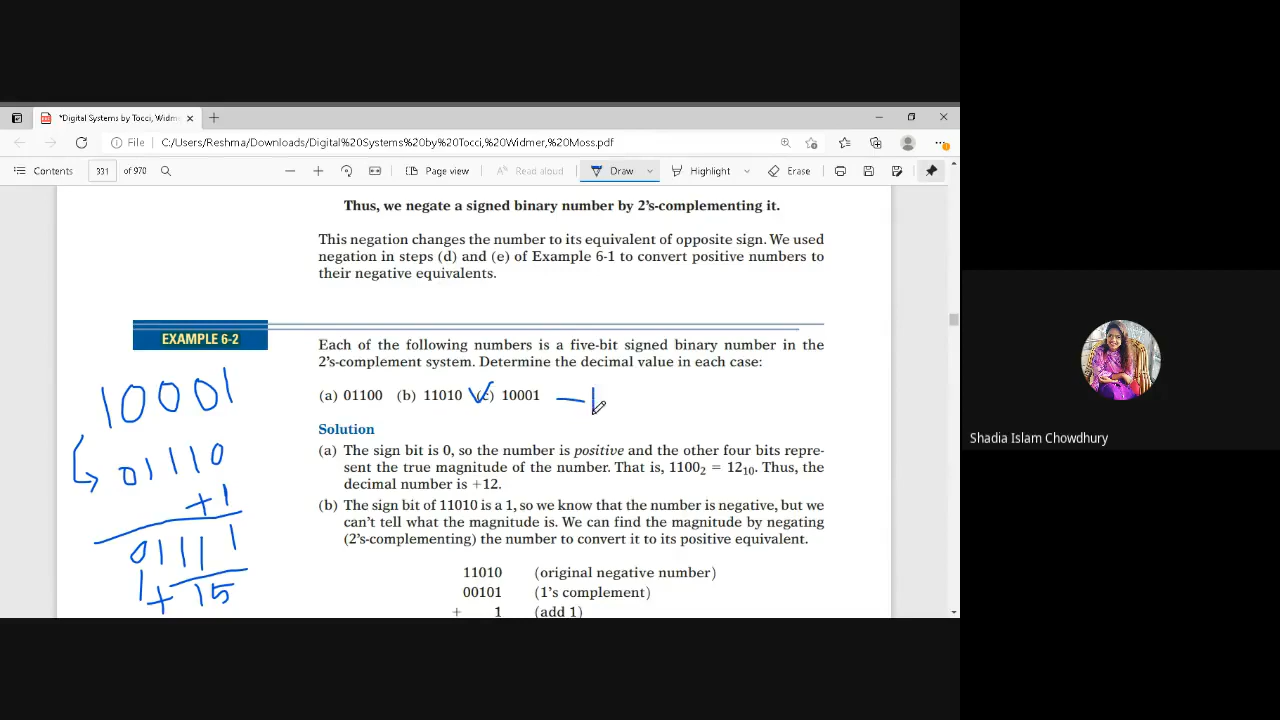 *Digital Systems by Tocci, Widm
File C:/Users/Reshma/Downloads/Digital%20Systems%20by%20Tocci,%20Widmer,%20Moss.pdf
Contents 331 of 970 Page view Read aloud Draw Highlight Erase
Thus, we negate a signed binary number by 2's-complementing it.
This negation changes the number to its equivalent of opposite sign. We used
negation in steps (d) and (e) of Example 6-1 to convert positive numbers to
their negative equivalents.
EXAMPLE 6-2
Each of the following numbers is a five-bit signed binary number in the
2's-complement system. Determine the decimal value in each case:
(a) 01100 (b) 11010 (c) 10001 — 1
Solution
(a) The sign bit is 0, so the number is positive and the other four bits repre-
sent the true magnitude of the number. That is, 1100₂ = 12₁₀. Thus, the
decimal number is +12.
(b) The sign bit of 11010 is a 1, so we know that the number is negative, but we
can't tell what the magnitude is. We can find the magnitude by negating
(2's-complementing) the number to convert it to its positive equivalent.
11010 (original negative number)
00101 (1's complement)
+ 1 (add 1)
10001
01110
+1
01111
+ 15
Shadia Islam Chowdhury